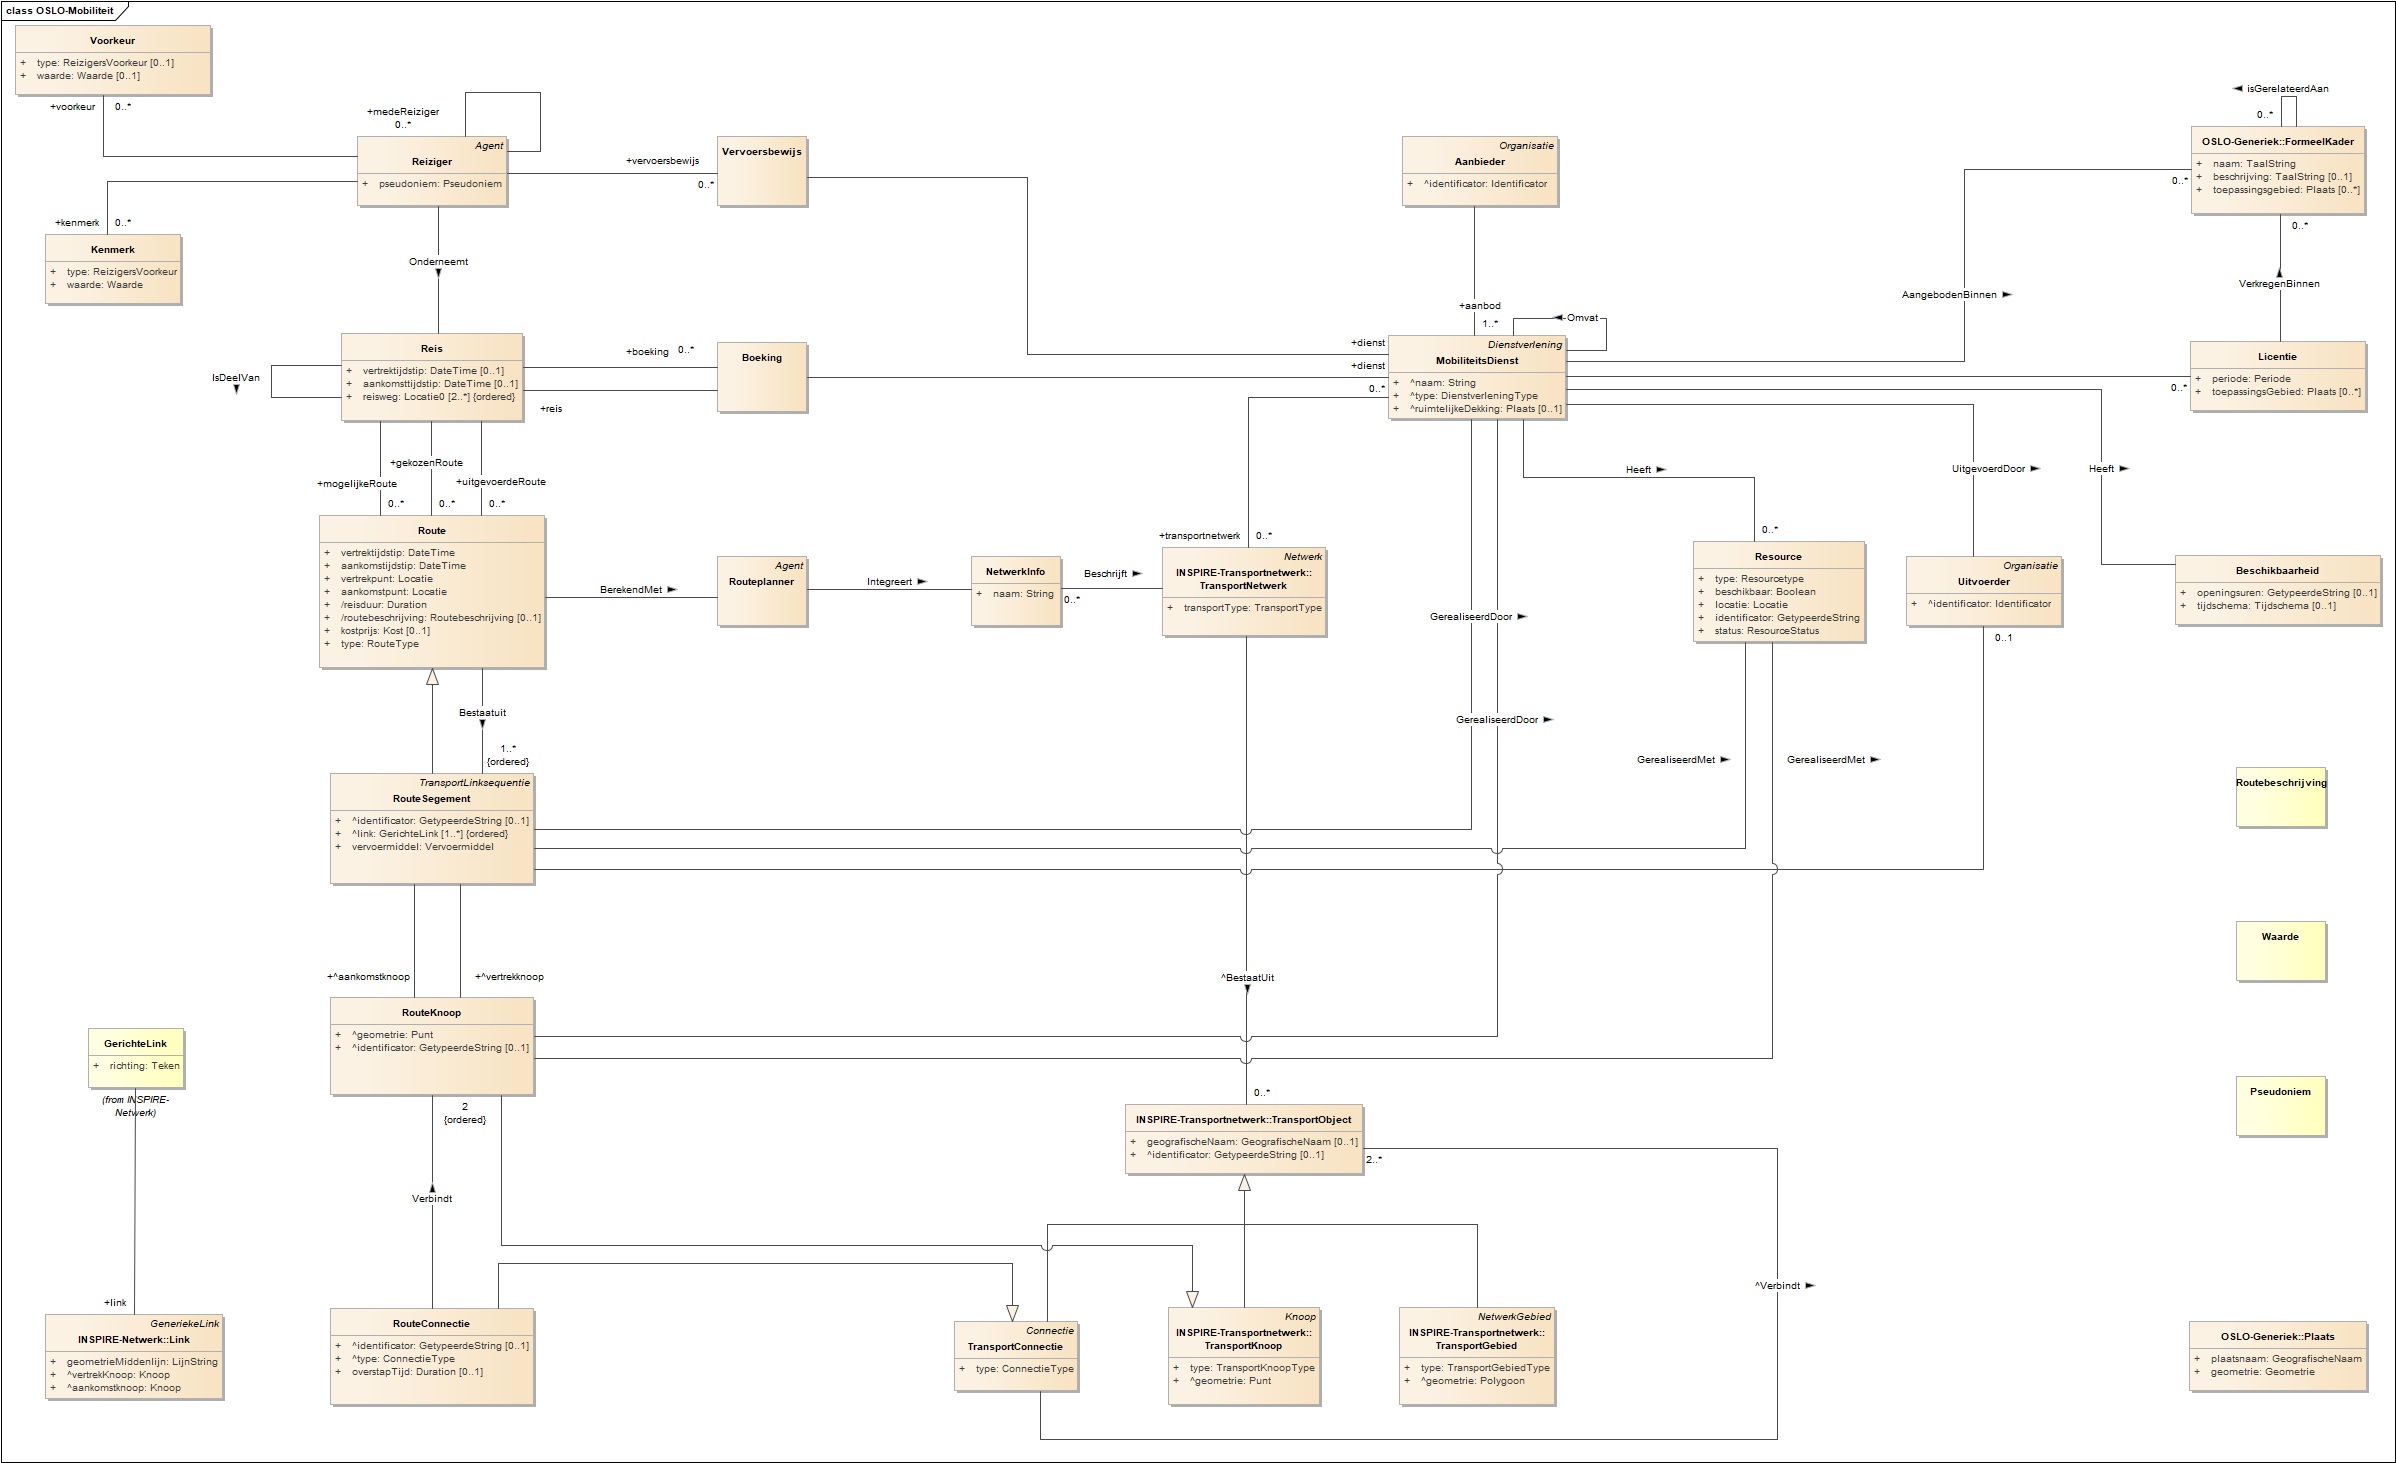 class OSLO-Mobiliteit
Voorkeur
+ type: ReizigersVoorkeur [0..1]
+ waarde: Waarde [0..1]
+voorkeur 0..*
+medeReiziger
0..*
Agent
Reiziger
+ pseudoniem: Pseudoniem
+vervoersbewijs
0..*
Vervoersbewijs
Organisatie
Aanbieder
+ ^identificator: Identificator
isGerelateerdAan
0..*
OSLO-Generiek::FormeelKader
+ naam: TaalString
+ beschrijving: TaalString [0..1]
+ toepassingsgebied: Plaats [0..*]
0..*
0..*
+kenmerk 0..*
Kenmerk
+ type: ReizigersVoorkeur
+ waarde: Waarde
Onderneemt
AangebodenBinnen
VerkregenBinnen
+aanbod
1..*
Omvat
Reis
+ vertrektijdstip: DateTime [0..1]
+ aankomsttijdstip: DateTime [0..1]
+ reisweg: Locatie0 [2..*] {ordered}
IsDeelVan
+boeking 0..*
+reis
Boeking
+dienst
+dienst
0..*
Dienstverlening
MobiliteitsDienst
+ ^naam: String
+ ^type: DienstverleningType
+ ^ruimtelijkeDekking: Plaats [0..1]
Licentie
+ periode: Periode
+ toepassingsGebied: Plaats [0..*]
0..*
+gekozenRoute
+mogelijkeRoute
+uitgevoerdeRoute
0..* 0..* 0..*
Heeft
UitgevoerdDoor
Heeft
Route
+ vertrektijdstip: DateTime
+ aankomstijdstip: DateTime
+ vertrekpunt: Locatie
+ aankomstpunt: Locatie
+ /reisduur: Duration
+ /routebeschrijving: Routebeschrijving [0..1]
+ kostprijs: Kost [0..1]
+ type: RouteType
BerekendMet
Agent
Routeplanner
Integreert
NetwerkInfo
+ naam: String
Beschrijft
0..*
+transportnetwerk 0..*
Netwerk
INSPIRE-Transportnetwerk::
TransportNetwerk
+ transportType: TransportType
GerealiseerdDoor
0..*
Resource
+ type: Resourcetype
+ beschikbaar: Boolean
+ locatie: Locatie
+ identificator: GetypeerdeString
+ status: ResourceStatus
Organisatie
Uitvoerder
+ ^identificator: Identificator
0..1
Beschikbaarheid
+ openingsuren: GetypeerdeString [0..1]
+ tijdschema: Tijdschema [0..1]
Bestaatuit
1..*
{ordered}
GerealiseerdDoor
GerealiseerdMet
GerealiseerdMet
TransportLinksequentie
RouteSegement
+ ^identificator: GetypeerdeString [0..1]
+ ^link: GerichteLink [1..*] {ordered}
+ vervoermiddel: Vervoermiddel
Routebeschrijving
Waarde
+^aankomstknoop
+^vertrekknoop
^BestaatUit
RouteKnoop
+ ^geometrie: Punt
+ ^identificator: GetypeerdeString [0..1]
GerichteLink
+ richting: Teken
(from INSPIRE-
Netwerk)
2
{ordered}
0..*
INSPIRE-Transportnetwerk::TransportObject
+ geografischeNaam: GeografischeNaam [0..1]
+ ^identificator: GetypeerdeString [0..1]
2..*
Pseudoniem
Verbindt
^Verbindt
+link
GeneriekeLink
INSPIRE-Netwerk::Link
+ geometrieMiddenlijn: LijnString
+ ^vertrekKnoop: Knoop
+ ^aankomstknoop: Knoop
RouteConnectie
+ ^identificator: GetypeerdeString [0..1]
+ ^type: ConnectieType
+ overstapTijd: Duration [0..1]
Connectie
TransportConnectie
+ type: ConnectieType
Knoop
INSPIRE-Transportnetwerk::
TransportKnoop
+ type: TransportKnoopType
+ ^geometrie: Punt
NetwerkGebied
INSPIRE-Transportnetwerk::
TransportGebied
+ type: TransportGebiedType
+ ^geometrie: Polygoon
OSLO-Generiek::Plaats
+ plaatsnaam: GeografischeNaam
+ geometrie: Geometrie